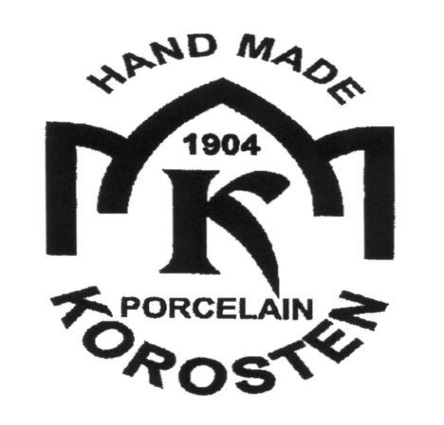 HAND MADE
1904
K
PORCELAIN
KOROSTEN